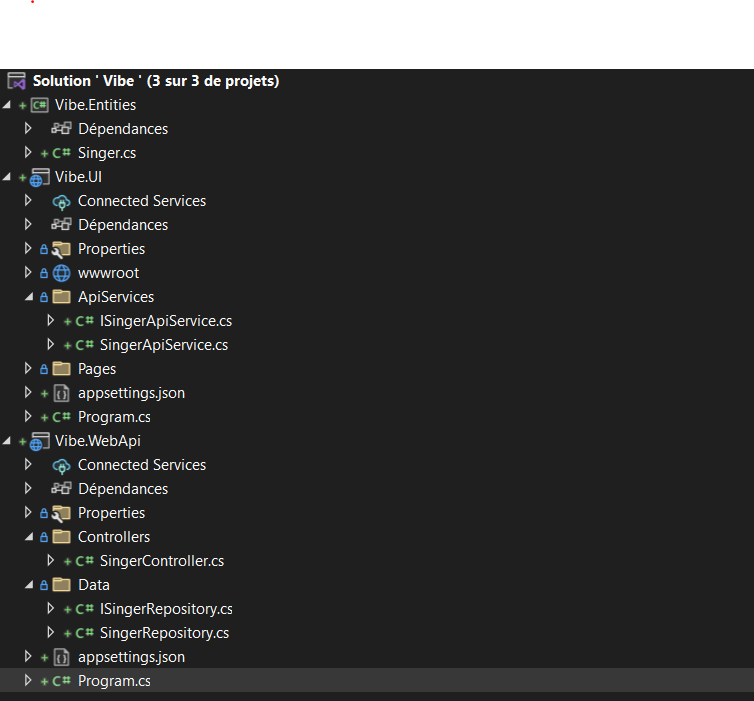 Solution ' Vibe ' (3 sur 3 de projets)
Vibe.Entities
Dépendances
C# Singer.cs
Vibe.UI
Connected Services
Dépendances
Properties
wwwroot
ApiServices
C# ISingerApiService.cs
C# SingerApiService.cs
Pages
appsettings.json
C# Program.cs
Vibe.WebApi
Connected Services
Dépendances
Properties
Controllers
C# SingerController.cs
Data
C# ISingerRepository.cs
C# SingerRepository.cs
appsettings.json
C# Program.cs